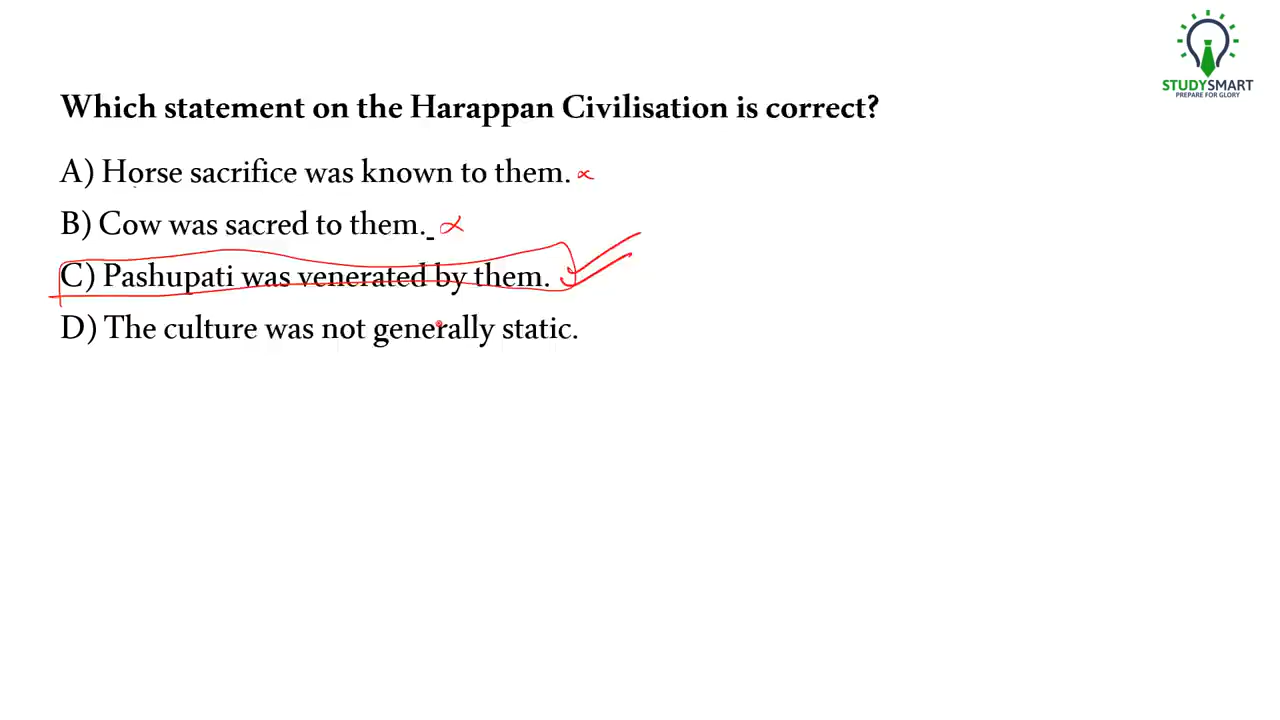 STUDYSMART
PREPARE FOR GLORY
Which statement on the Harappan Civilisation is correct?
A) Horse sacrifice was known to them.
B) Cow was sacred to them.
C) Pashupati was venerated by them.
D) The culture was not generally static.